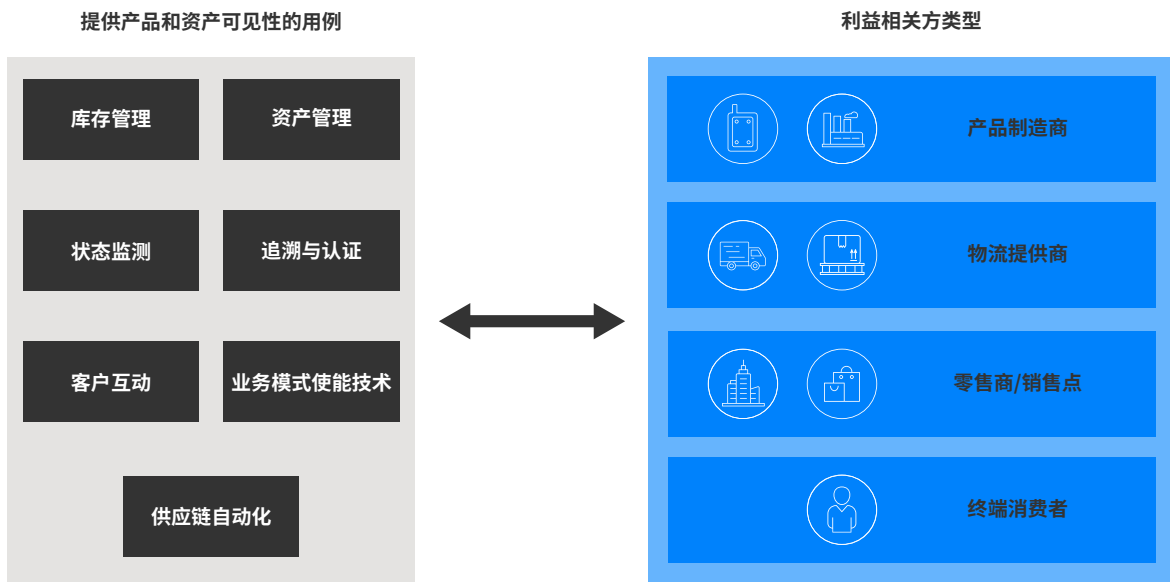 提供产品和资产可见性的用例
库存管理
资产管理
状态监测
追溯与认证
客户互动
业务模式使能技术
供应链自动化
利益相关方类型
产品制造商
物流提供商
零售商/销售点
终端消费者